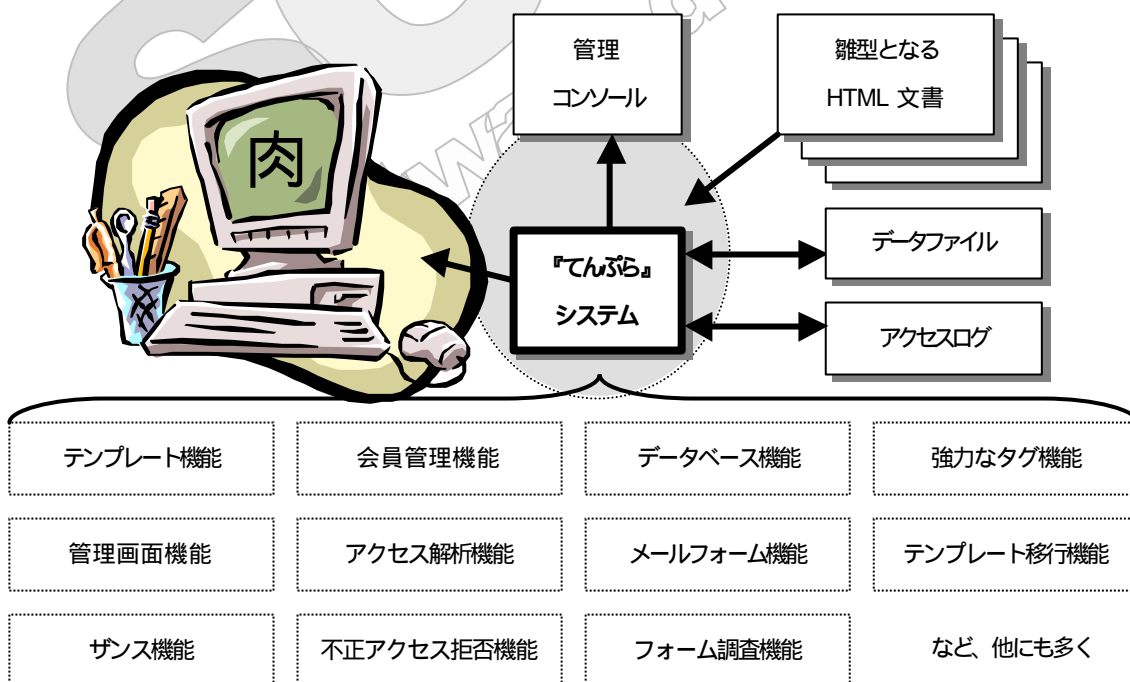 管理
コンソール
雛型となる
HTML 文書
肉
『てんぷら』
システム
データファイル
アクセスログ
テンプレート機能
会員管理機能
データベース機能
強力なタグ機能
管理画面機能
アクセス解析機能
メールフォーム機能
テンプレート移行機能
ザンス機能
不正アクセス拒否機能
フォーム調査機能
など、他にも多く